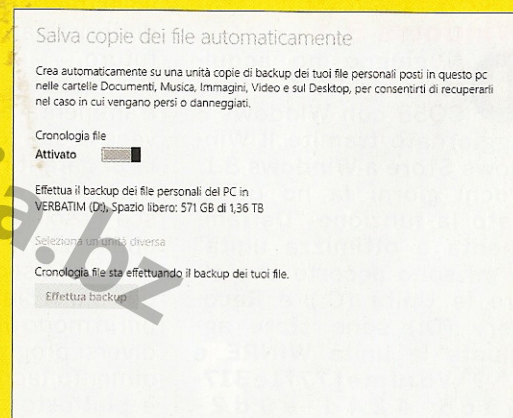 Salva copie dei file automaticamente
Crea automaticamente su una unità copie di backup dei tuoi file personali posti in questo pc
nelle cartelle Documenti, Musica, Immagini, Video e sul Desktop, per consentirti di recuperarli
nel caso in cui vengano persi o danneggiati.
Cronologia file
Attivato
Effettua il backup dei file personali del PC in
VERBATIM (D:), Spazio libero: 571 GB di 1,36 TB
Seleziona un'unità diversa
Cronologia file sta effettuando il backup dei tuoi file.
Effettua backup
a.bz